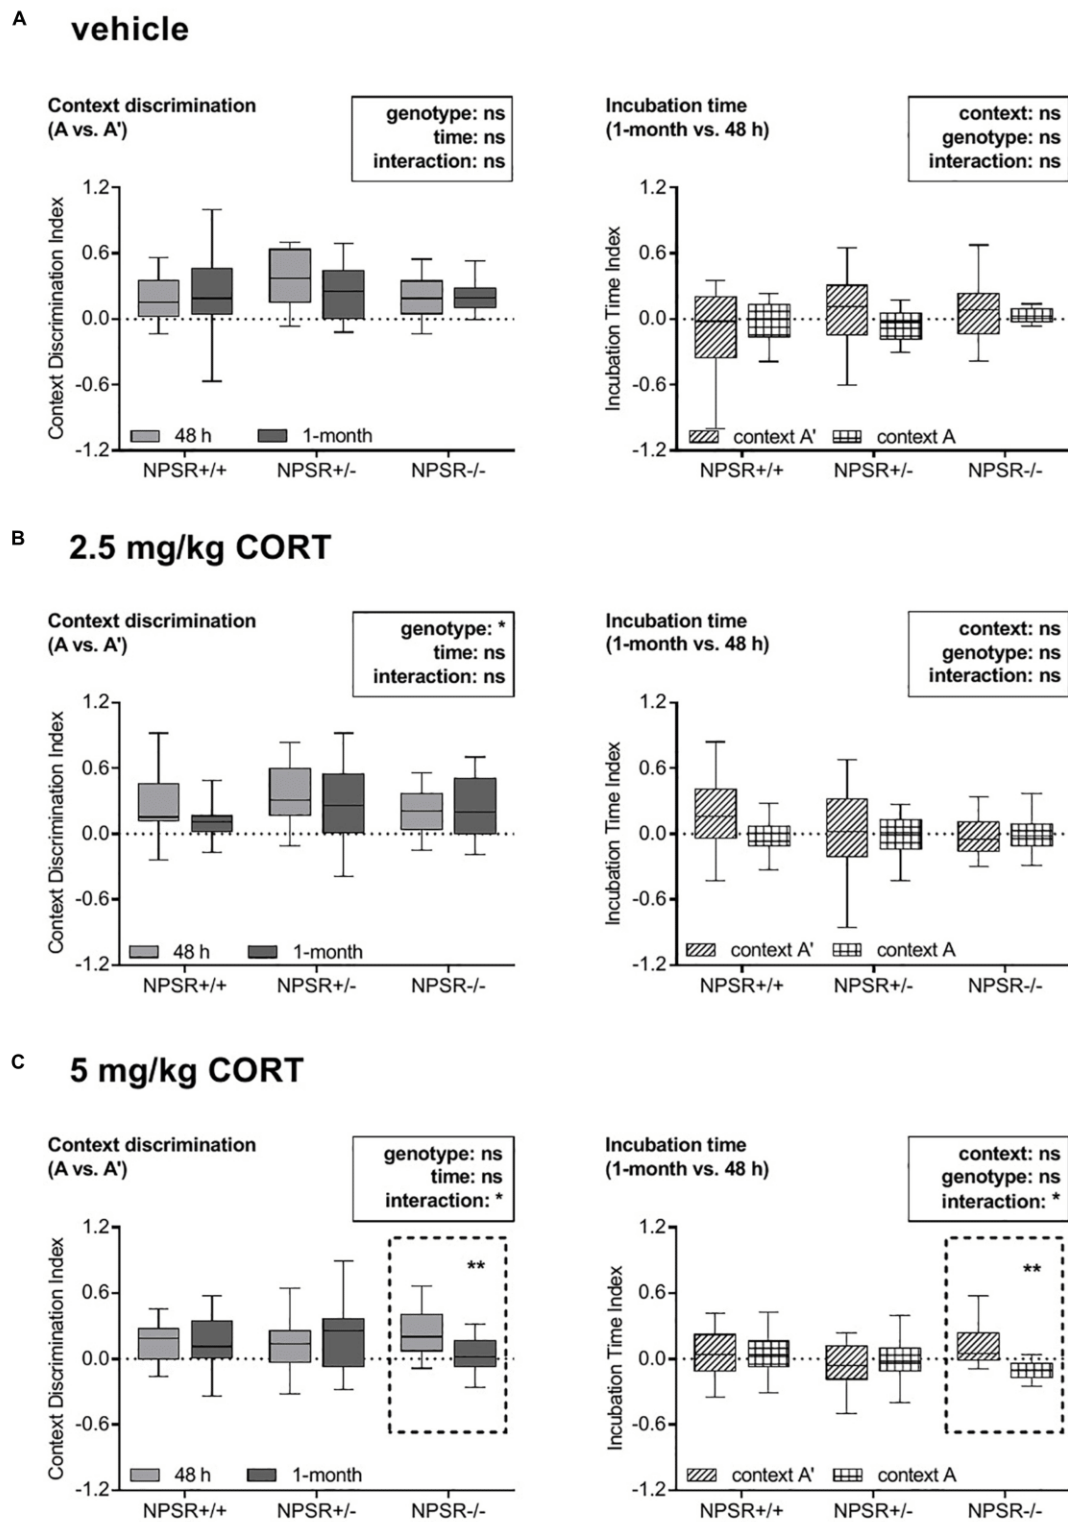 A
vehicle
Context discrimination
(A vs. A')
genotype: ns
time: ns
interaction: ns
Context Discrimination Index
1.2
0.6
0.0
-0.6
-1.2
48 h
1-month
NPSR+/+
NPSR+/-
NPSR-/-
Incubation time
(1-month vs. 48 h)
context: ns
genotype: ns
interaction: ns
Incubation Time Index
1.2
0.6
0.0
-0.6
-1.2
context A'
context A
NPSR+/+
NPSR+/-
NPSR-/-
B
2.5 mg/kg CORT
Context discrimination
(A vs. A')
genotype: *
time: ns
interaction: ns
Context Discrimination Index
1.2
0.6
0.0
-0.6
-1.2
48 h
1-month
NPSR+/+
NPSR+/-
NPSR-/-
Incubation time
(1-month vs. 48 h)
context: ns
genotype: ns
interaction: ns
Incubation Time Index
1.2
0.6
0.0
-0.6
-1.2
context A'
context A
NPSR+/+
NPSR+/-
NPSR-/-
C
5 mg/kg CORT
Context discrimination
(A vs. A')
genotype: ns
time: ns
interaction: *
Context Discrimination Index
1.2
0.6
0.0
-0.6
-1.2
**
48 h
1-month
NPSR+/+
NPSR+/-
NPSR-/-
Incubation time
(1-month vs. 48 h)
context: ns
genotype: ns
interaction: *
Incubation Time Index
1.2
0.6
0.0
-0.6
-1.2
**
context A'
context A
NPSR+/+
NPSR+/-
NPSR-/-